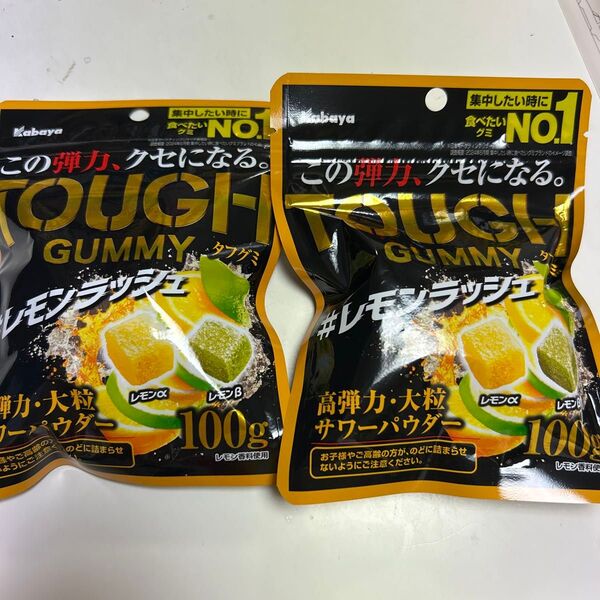 Kabaya
集中したい時に
食べたい
グミ
NO.1
この弾力、クセになる。
TOUGH
GUMMY
タフグミ
#レモンラッシュ
レモンα
レモンβ
弾力・大粒
ワーパウダー
100g
様やご高齢の方が、のどに詰まらせ
ようにご注意ください。
レモン香料使用
Kabaya
集中したい時に
食べたい
グミ
NO.1
この弾力、クセになる。
TOUGH
GUMMY
タフグミ
#レモンラッシュ
レモンα
レモンβ
高弾力・大粒
サワーパウダー
100g
お子様やご高齢の方が、のどに詰まらせ
ないようにご注意ください。
レモン香料使用